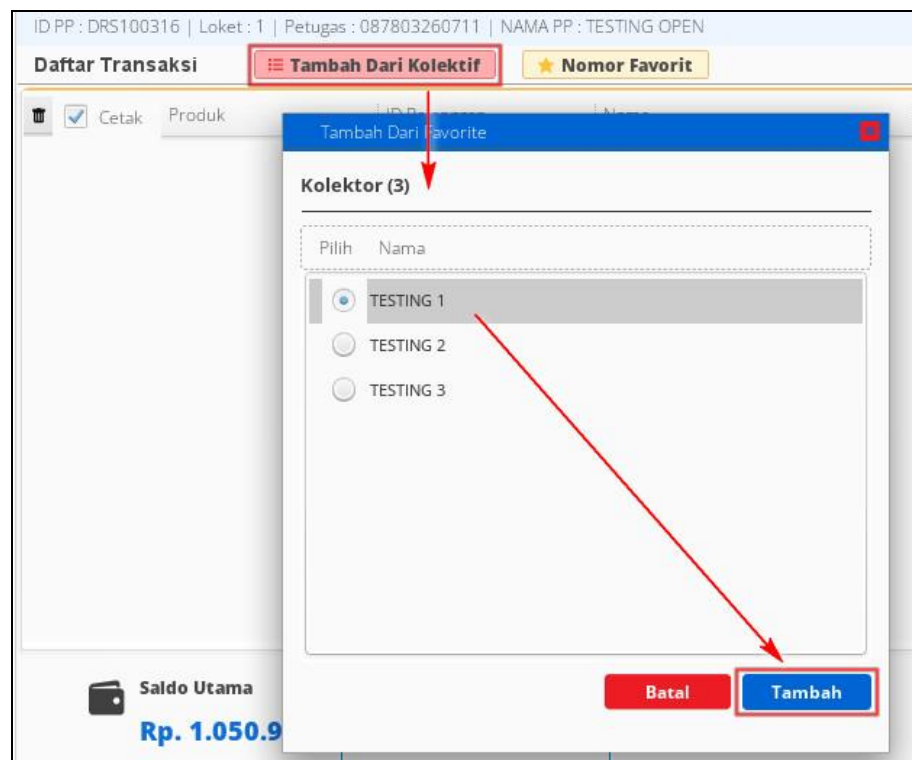 ID PP : DRS100316 | Loket : 1 | Petugas : 087803260711 | NAMA PP : TESTING OPEN
Daftar Transaksi Tambah Dari Kolektif Nomor Favorit
Cetak Produk
Tambah Dari Favorite
Kolektor (3)
Pilih Nama
TESTING 1
TESTING 2
TESTING 3
Saldo Utama
Batal Tambah
Rp. 1.050.9